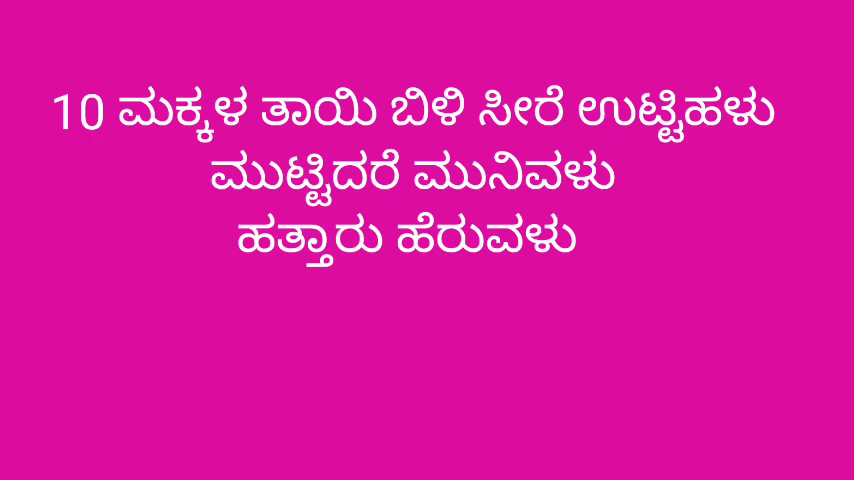 10 ಮಕ್ಕಳ ತಾಯಿ ಬಿಳಿ ಸೀರೆ ಉಟ್ಟಿಹಳು
ಮುಟ್ಟಿದರೆ ಮುನಿವಳು
ಹತ್ತಾರು ಹೆರುವಳು